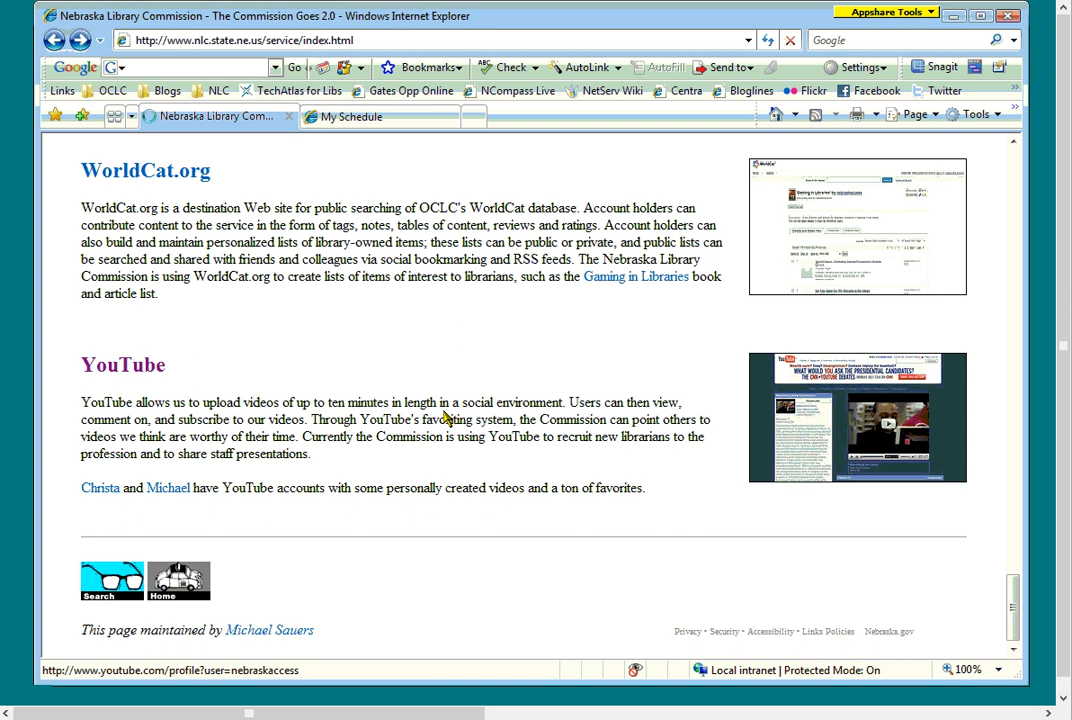 Nebraska Library Commission - The Commission Goes 2.0 - Windows Internet Explorer
Appshare Tools
http://www.nlc.state.ne.us/service/index.html
Google
Google G Go Bookmarks Check AutoLink AutoFill Send to Settings Snagit
Links OCLC Blogs NLC TechAtlas for Libs Gates Opp Online NCompass Live NetServ Wiki Centra Bloglines Flickr Facebook Twitter
Nebraska Library Com... My Schedule Page Tools
WorldCat.org
WorldCat.org is a destination Web site for public searching of OCLC's WorldCat database. Account holders can
contribute content to the service in the form of tags, notes, tables of content, reviews and ratings. Account holders can
also build and maintain personalized lists of library-owned items; these lists can be public or private, and public lists can
be searched and shared with friends and colleagues via social bookmarking and RSS feeds. The Nebraska Library
Commission is using WorldCat.org to create lists of items of interest to librarians, such as the Gaming in Libraries book
and article list.
YouTube
WHAT WOULD YOU ASK THE PRESIDENTIAL CANDIDATES?
YouTube allows us to upload videos of up to ten minutes in length in a social environment. Users can then view,
comment on, and subscribe to our videos. Through YouTube's favoriting system, the Commission can point others to
videos we think are worthy of their time. Currently the Commission is using YouTube to recruit new librarians to the
profession and to share staff presentations.
Christa and Michael have YouTube accounts with some personally created videos and a ton of favorites.
Search Home
This page maintained by Michael Sauers
Privacy • Security • Accessibility • Links Policies Nebraska.gov
http://www.youtube.com/profile?user=nebraskaccess
Local intranet | Protected Mode: On
100%